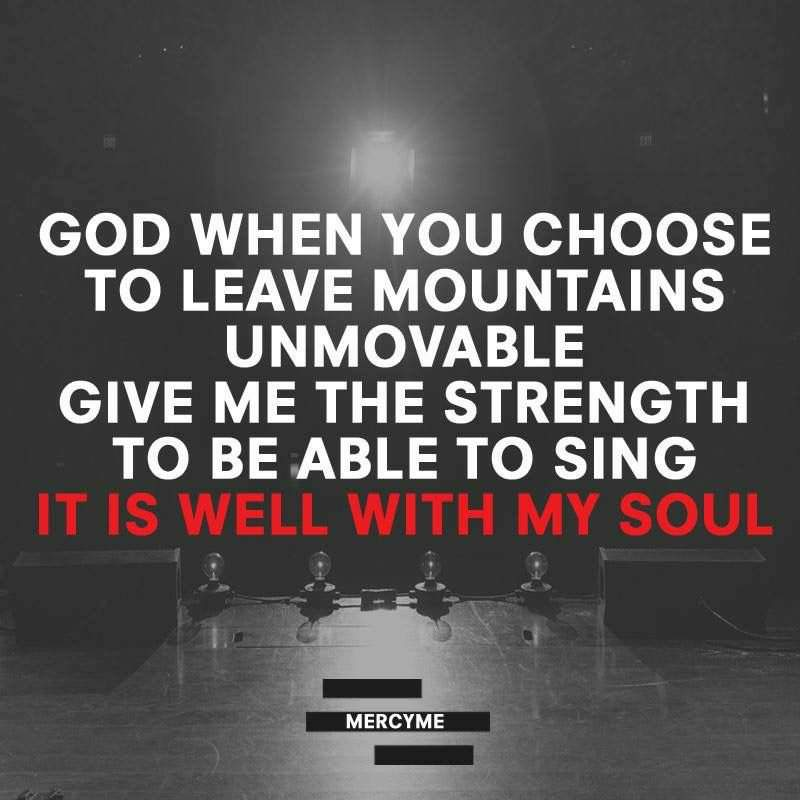 GOD WHEN YOU CHOOSE
TO LEAVE MOUNTAINS
UNMOVABLE
GIVE ME THE STRENGTH
TO BE ABLE TO SING
IT IS WELL WITH MY SOUL
MERCYME